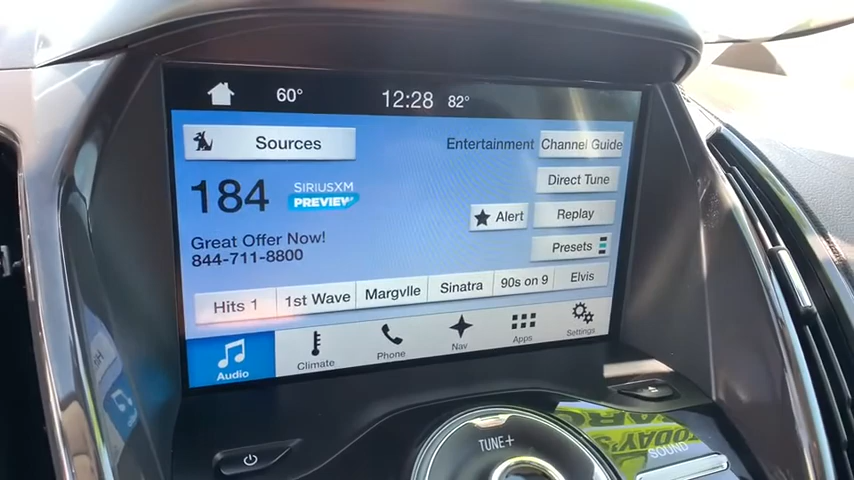 60° 12:28 82°
Sources
Entertainment
Channel Guide
184
SIRIUSXM
PREVIEW
Direct Tune
Alert
Replay
Great Offer Now!
844-711-8800
Presets
Hits 1
1st Wave
Margvlle
Sinatra
90s on 9
Elvis
Audio
Climate
Phone
Nav
Apps
Settings
TUNE+
SOUND
TODAY'S